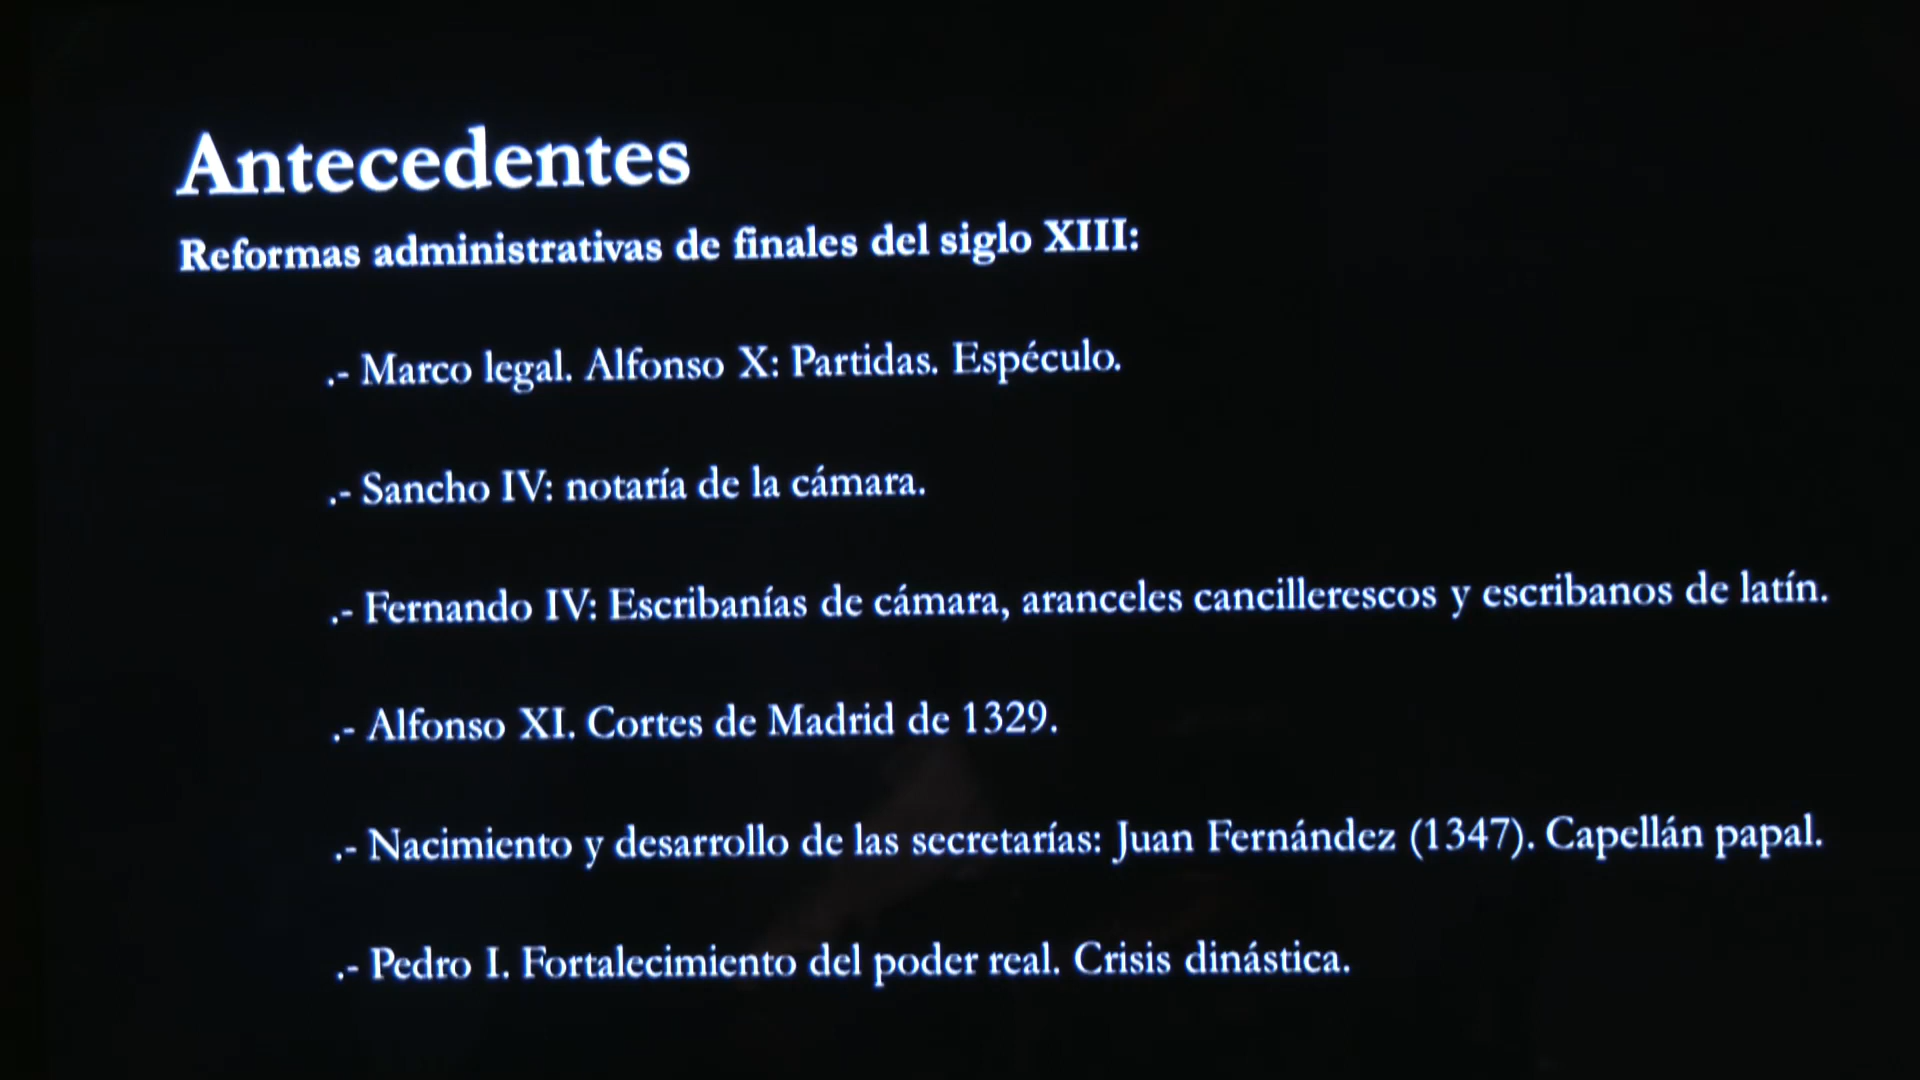 Antecedentes
Reformas administrativas de finales del siglo XIII:
.- Marco legal. Alfonso X: Partidas. Espéculo.
.- Sancho IV: notaría de la cámara.
.- Fernando IV: Escribanías de cámara, aranceles cancillerescos y escribanos de latín.
.- Alfonso XI. Cortes de Madrid de 1329.
.- Nacimiento y desarrollo de las secretarías: Juan Fernández (1347). Capellán papal.
.- Pedro I. Fortalecimiento del poder real. Crisis dinástica.